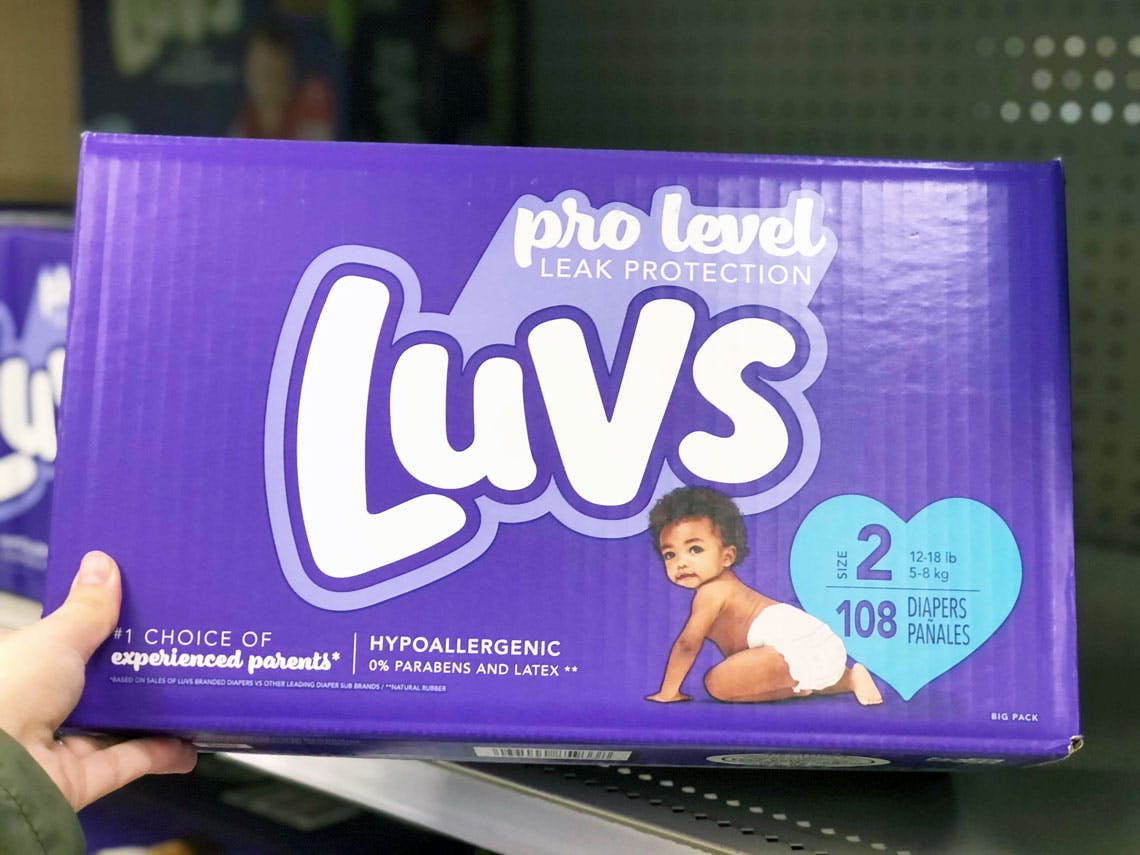 pro level
LEAK PROTECTION
Luvs
SIZE 2
12-18 lb
5-8 kg
108 DIAPERS
PAÑALES
#1 CHOICE OF
experienced parents*
HYPOALLERGENIC
0% PARABENS AND LATEX **
*BASED ON SALES OF LUVS BRANDED DIAPERS VS OTHER LEADING DIAPER SUB BRANDS / **NATURAL RUBBER
BIG PACK